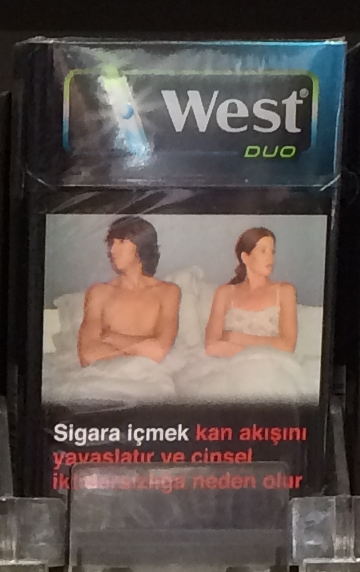 West®
DUO
Sigara içmek kan akışını
yavaşlatır ve cinsel
iktidarsızlığa neden olur